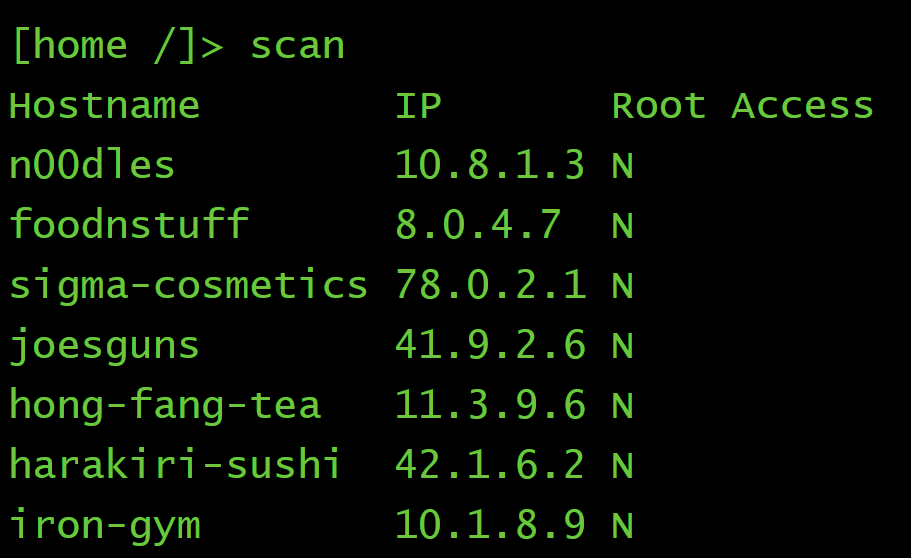 [home /]> scan
Hostname IP Root Access
n00dles 10.8.1.3 N
foodnstuff 8.0.4.7 N
sigma-cosmetics 78.0.2.1 N
joesguns 41.9.2.6 N
hong-fang-tea 11.3.9.6 N
harakiri-sushi 42.1.6.2 N
iron-gym 10.1.8.9 N